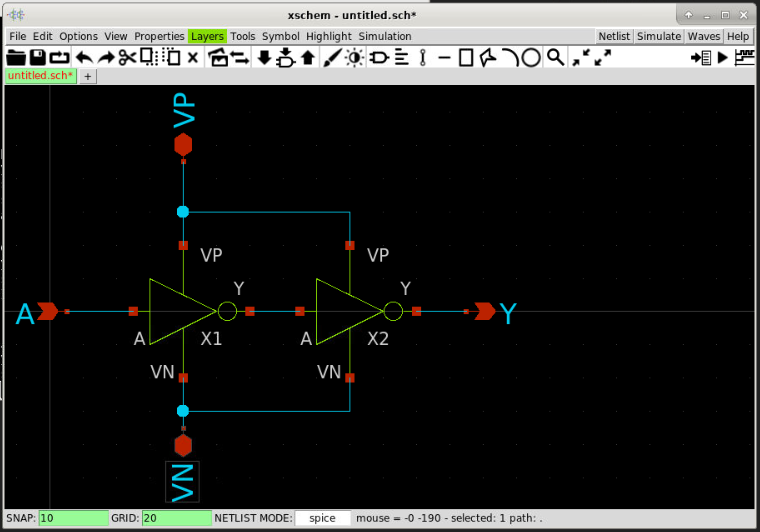 xschem - untitled.sch*
File Edit Options View Properties Layers Tools Symbol Highlight Simulation Netlist Simulate Waves Help
untitled.sch* +
VP
VP VP
A Y Y Y
A X1 A X2
VN VN
VN
SNAP: 10 GRID: 20 NETLIST MODE: spice mouse = -0 -190 - selected: 1 path: .